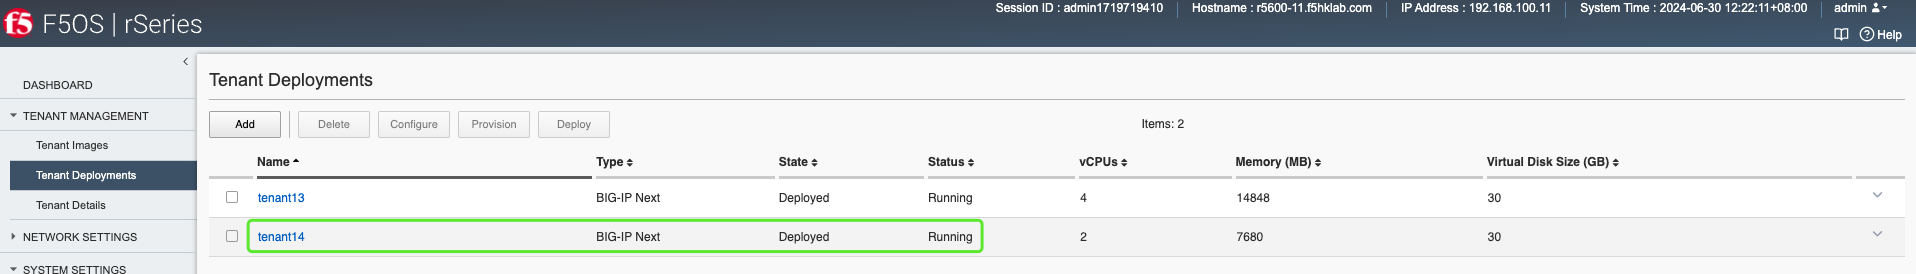 Session ID : admin1719719410 Hostname : r5600-11.f5hklab.com IP Address : 192.168.100.11 System Time : 2024-06-30 12:22:11+08:00 admin
f5 F5OS | rSeries
Help
DASHBOARD
TENANT MANAGEMENT
Tenant Images
Tenant Deployments
Tenant Details
NETWORK SETTINGS
SYSTEM SETTINGS
Tenant Deployments
Add Delete Configure Provision Deploy Items: 2
Name Type State Status vCPUs Memory (MB) Virtual Disk Size (GB)
tenant13 BIG-IP Next Deployed Running 4 14848 30
tenant14 BIG-IP Next Deployed Running 2 7680 30